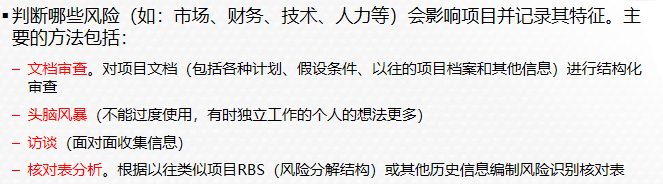 ▪判断哪些风险（如：市场、财务、技术、人力等）会影响项目并记录其特征。主
要的方法包括：
– 文档审查。对项目文档（包括各种计划、假设条件、以往的项目档案和其他信息）进行结构化
审查
– 头脑风暴（不能过度使用，有时独立工作的个人的想法更多）
– 访谈（面对面收集信息）
– 核对表分析。根据以往类似项目RBS（风险分解结构）或其他历史信息编制风险识别核对表